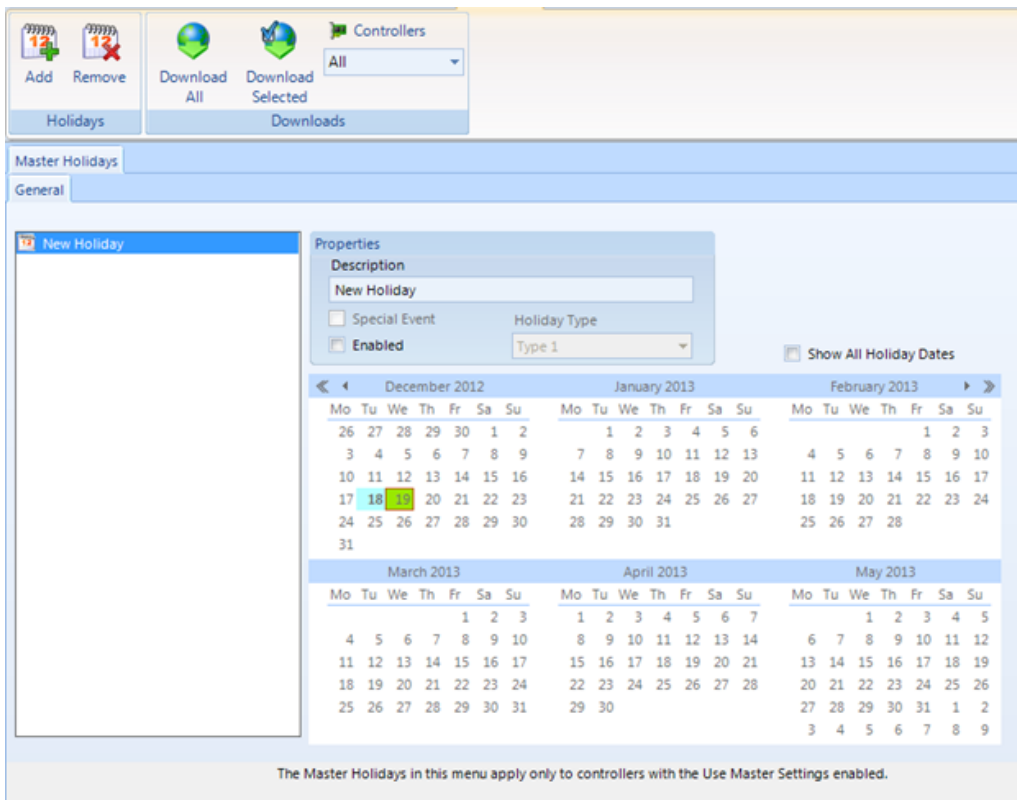 Add Remove Download All Download Selected Controllers
All
Holidays Downloads
Master Holidays
General
New Holiday
Properties
Description
New Holiday
Special Event Holiday Type
Enabled Type 1
Show All Holiday Dates
December 2012 January 2013 February 2013
Mo Tu We Th Fr Sa Su Mo Tu We Th Fr Sa Su Mo Tu We Th Fr Sa Su
26 27 28 29 30 1 2 1 2 3 4 5 6 1 2 3
3 4 5 6 7 8 9 7 8 9 10 11 12 13 4 5 6 7 8 9 10
10 11 12 13 14 15 16 14 15 16 17 18 19 20 11 12 13 14 15 16 17
17 18 19 20 21 22 23 21 22 23 24 25 26 27 18 19 20 21 22 23 24
24 25 26 27 28 29 30 28 29 30 31 25 26 27 28
31
March 2013 April 2013 May 2013
Mo Tu We Th Fr Sa Su Mo Tu We Th Fr Sa Su Mo Tu We Th Fr Sa Su
1 2 3 1 2 3 4 5 6 7 1 2 3 4 5
4 5 6 7 8 9 10 8 9 10 11 12 13 14 6 7 8 9 10 11 12
11 12 13 14 15 16 17 15 16 17 18 19 20 21 13 14 15 16 17 18 19
18 19 20 21 22 23 24 22 23 24 25 26 27 28 20 21 22 23 24 25 26
25 26 27 28 29 30 31 29 30 27 28 29 30 31 1 2
3 4 5 6 7 8 9
The Master Holidays in this menu apply only to controllers with the Use Master Settings enabled.